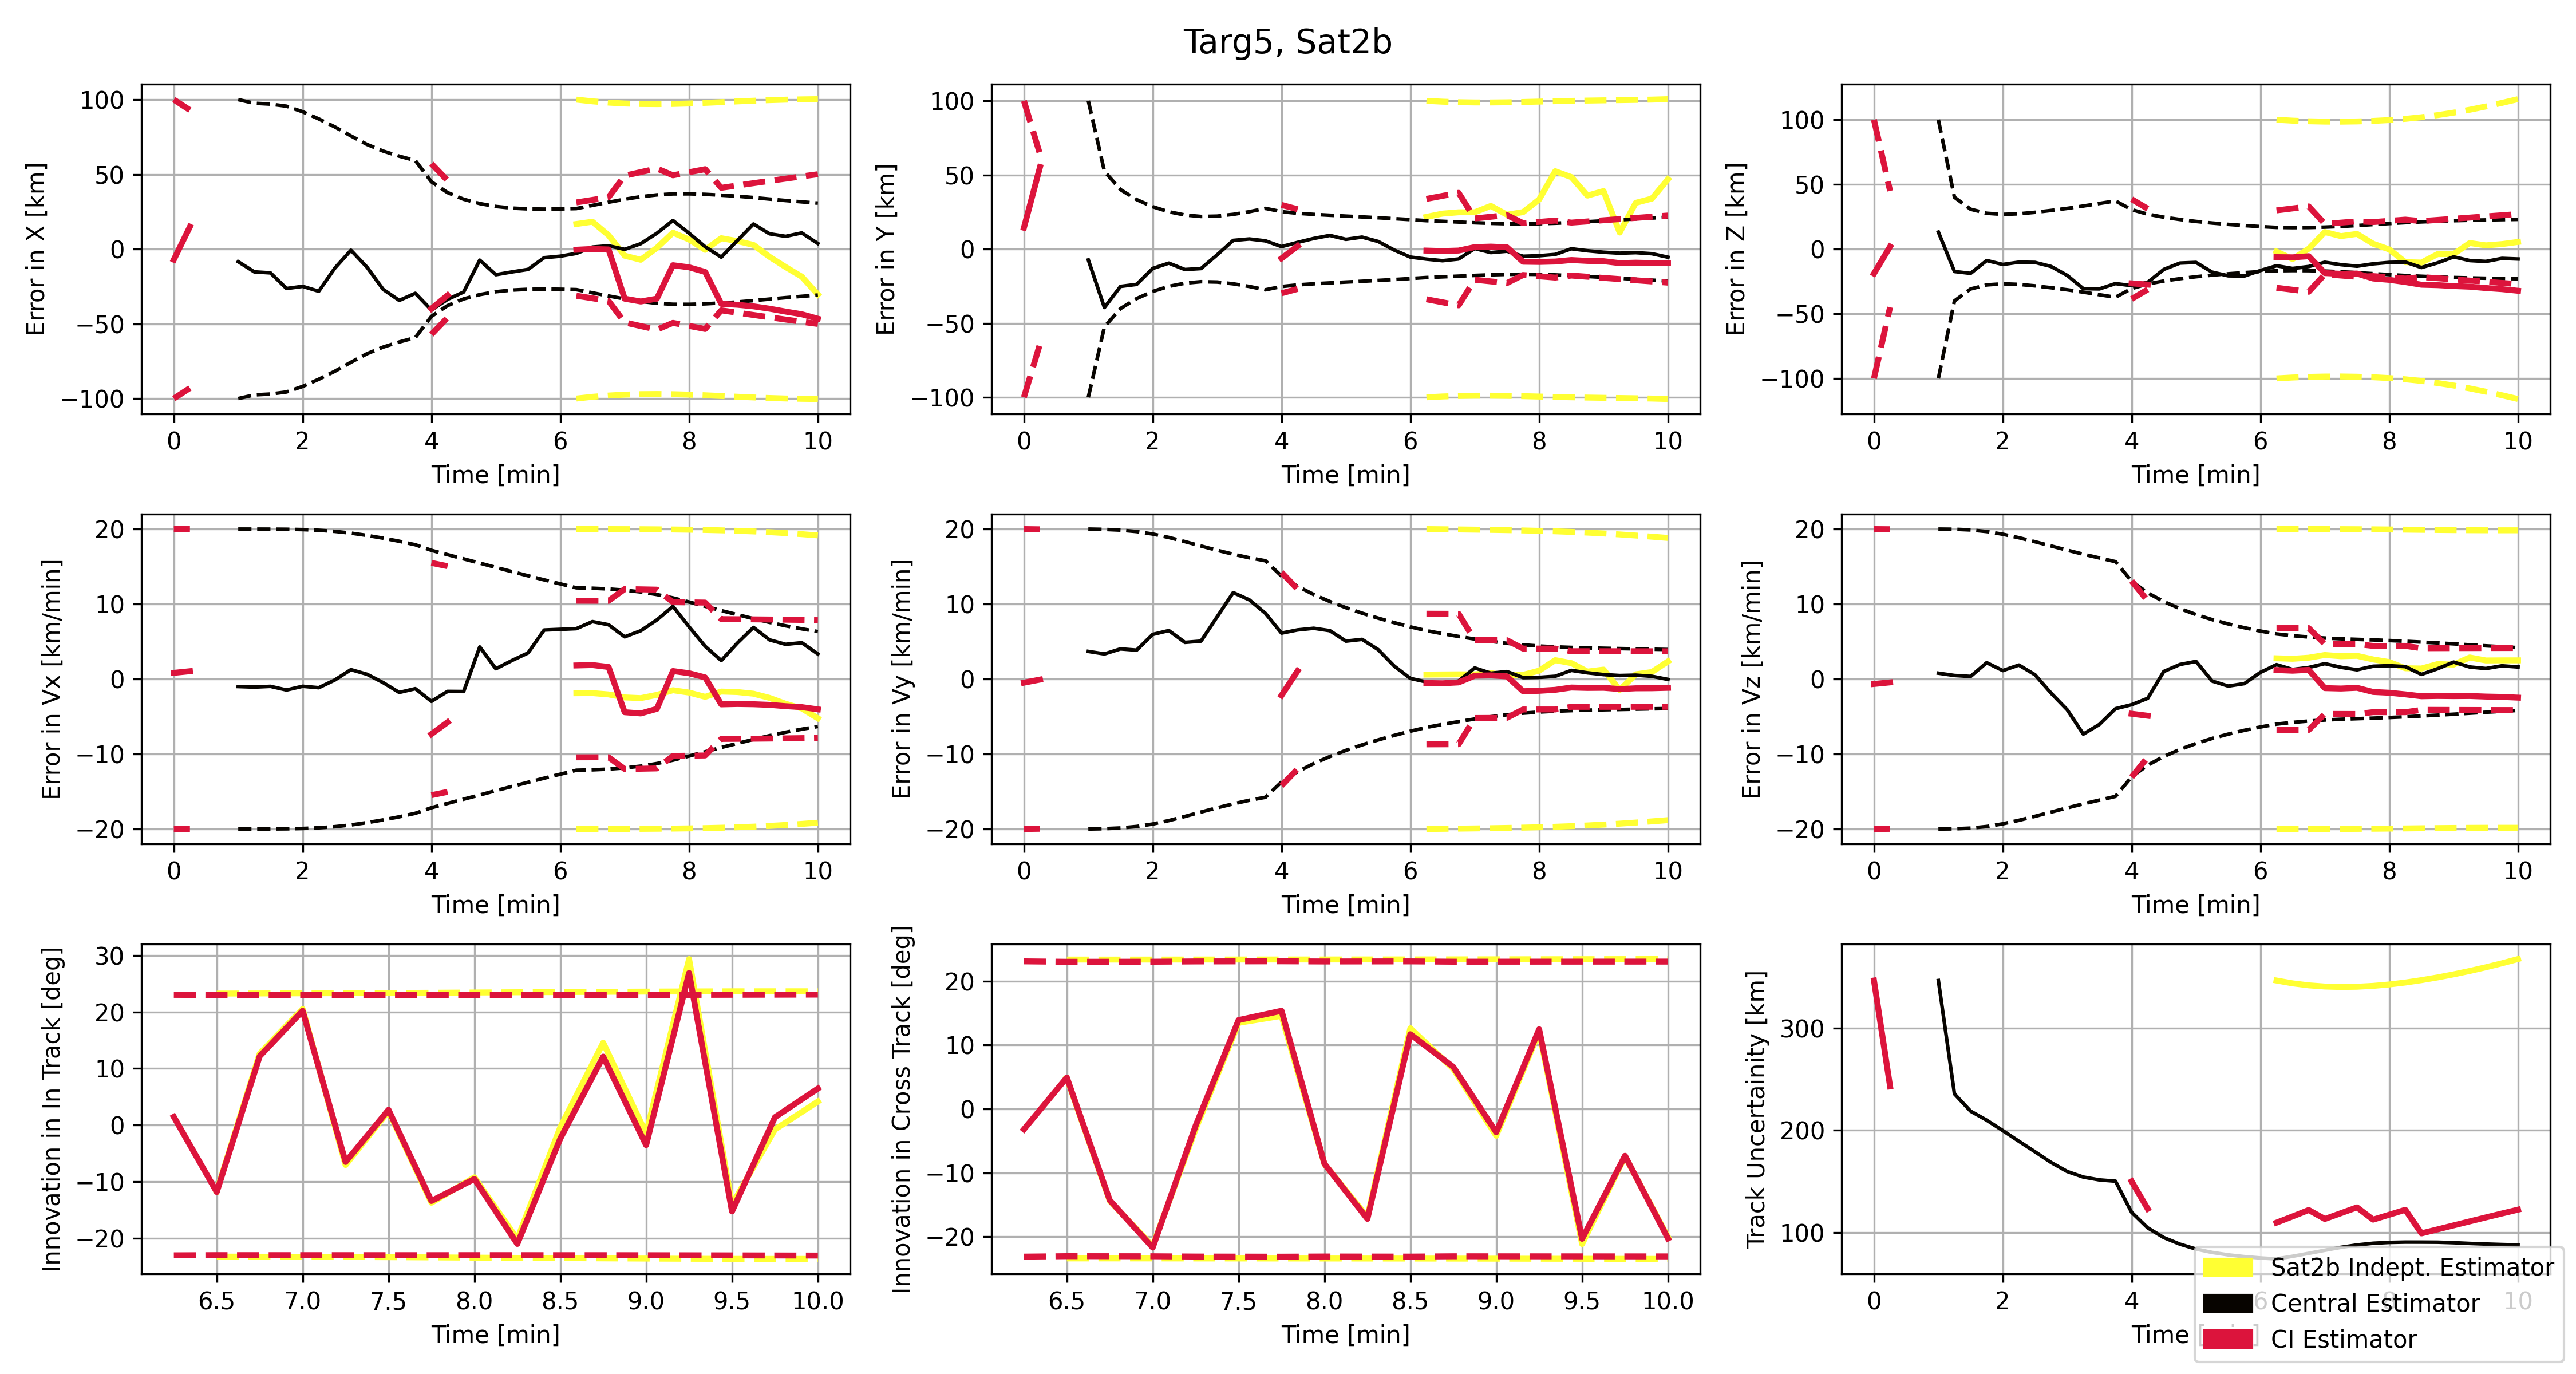 Targ5, Sat2b
Error in X [km]
100
50
0
−50
−100
0 2 4 6 8 10
Time [min]
Error in Y [km]
100
50
0
−50
−100
0 2 4 6 8 10
Time [min]
Error in Z [km]
100
50
0
−50
−100
0 2 4 6 8 10
Time [min]
Error in Vx [km/min]
20
10
0
−10
−20
0 2 4 6 8 10
Time [min]
Error in Vy [km/min]
20
10
0
−10
−20
0 2 4 6 8 10
Time [min]
Error in Vz [km/min]
20
10
0
−10
−20
0 2 4 6 8 10
Time [min]
Innovation in In Track [deg]
30
20
10
0
−10
−20
6.5 7.0 7.5 8.0 8.5 9.0 9.5 10.0
Time [min]
Innovation in Cross Track [deg]
20
10
0
−10
−20
6.5 7.0 7.5 8.0 8.5 9.0 9.5 10.0
Time [min]
Track Uncertainity [km]
300
200
100
0 2 4 6 8 10
Time
Sat2b Indept. Estimator
Central Estimator
CI Estimator